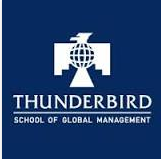 THUNDERBIRD
SCHOOL OF GLOBAL MANAGEMENT